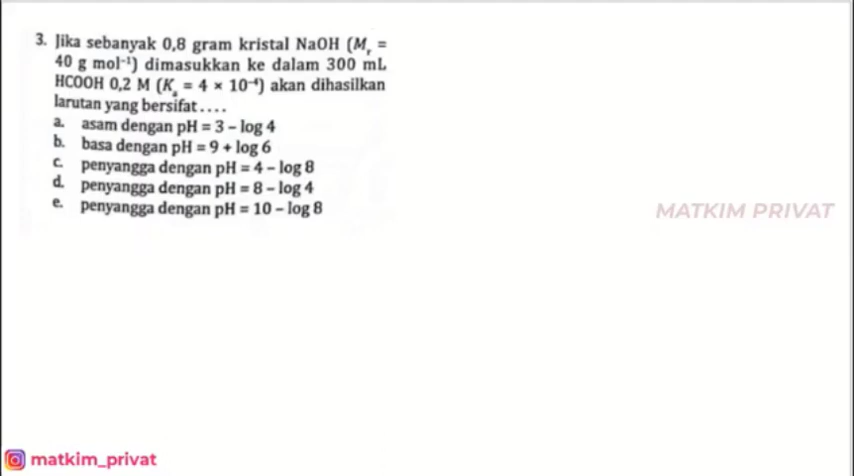 3. Jika sebanyak 0,8 gram kristal NaOH (Mᵣ =
40 g mol⁻¹) dimasukkan ke dalam 300 mL
HCOOH 0,2 M (Kₐ = 4 × 10⁻⁴) akan dihasilkan
larutan yang bersifat . . . .
a. asam dengan pH = 3 – log 4
b. basa dengan pH = 9 + log 6
c. penyangga dengan pH = 4 – log 8
d. penyangga dengan pH = 8 – log 4
e. penyangga dengan pH = 10 – log 8
MATKIM PRIVAT
matkim_privat